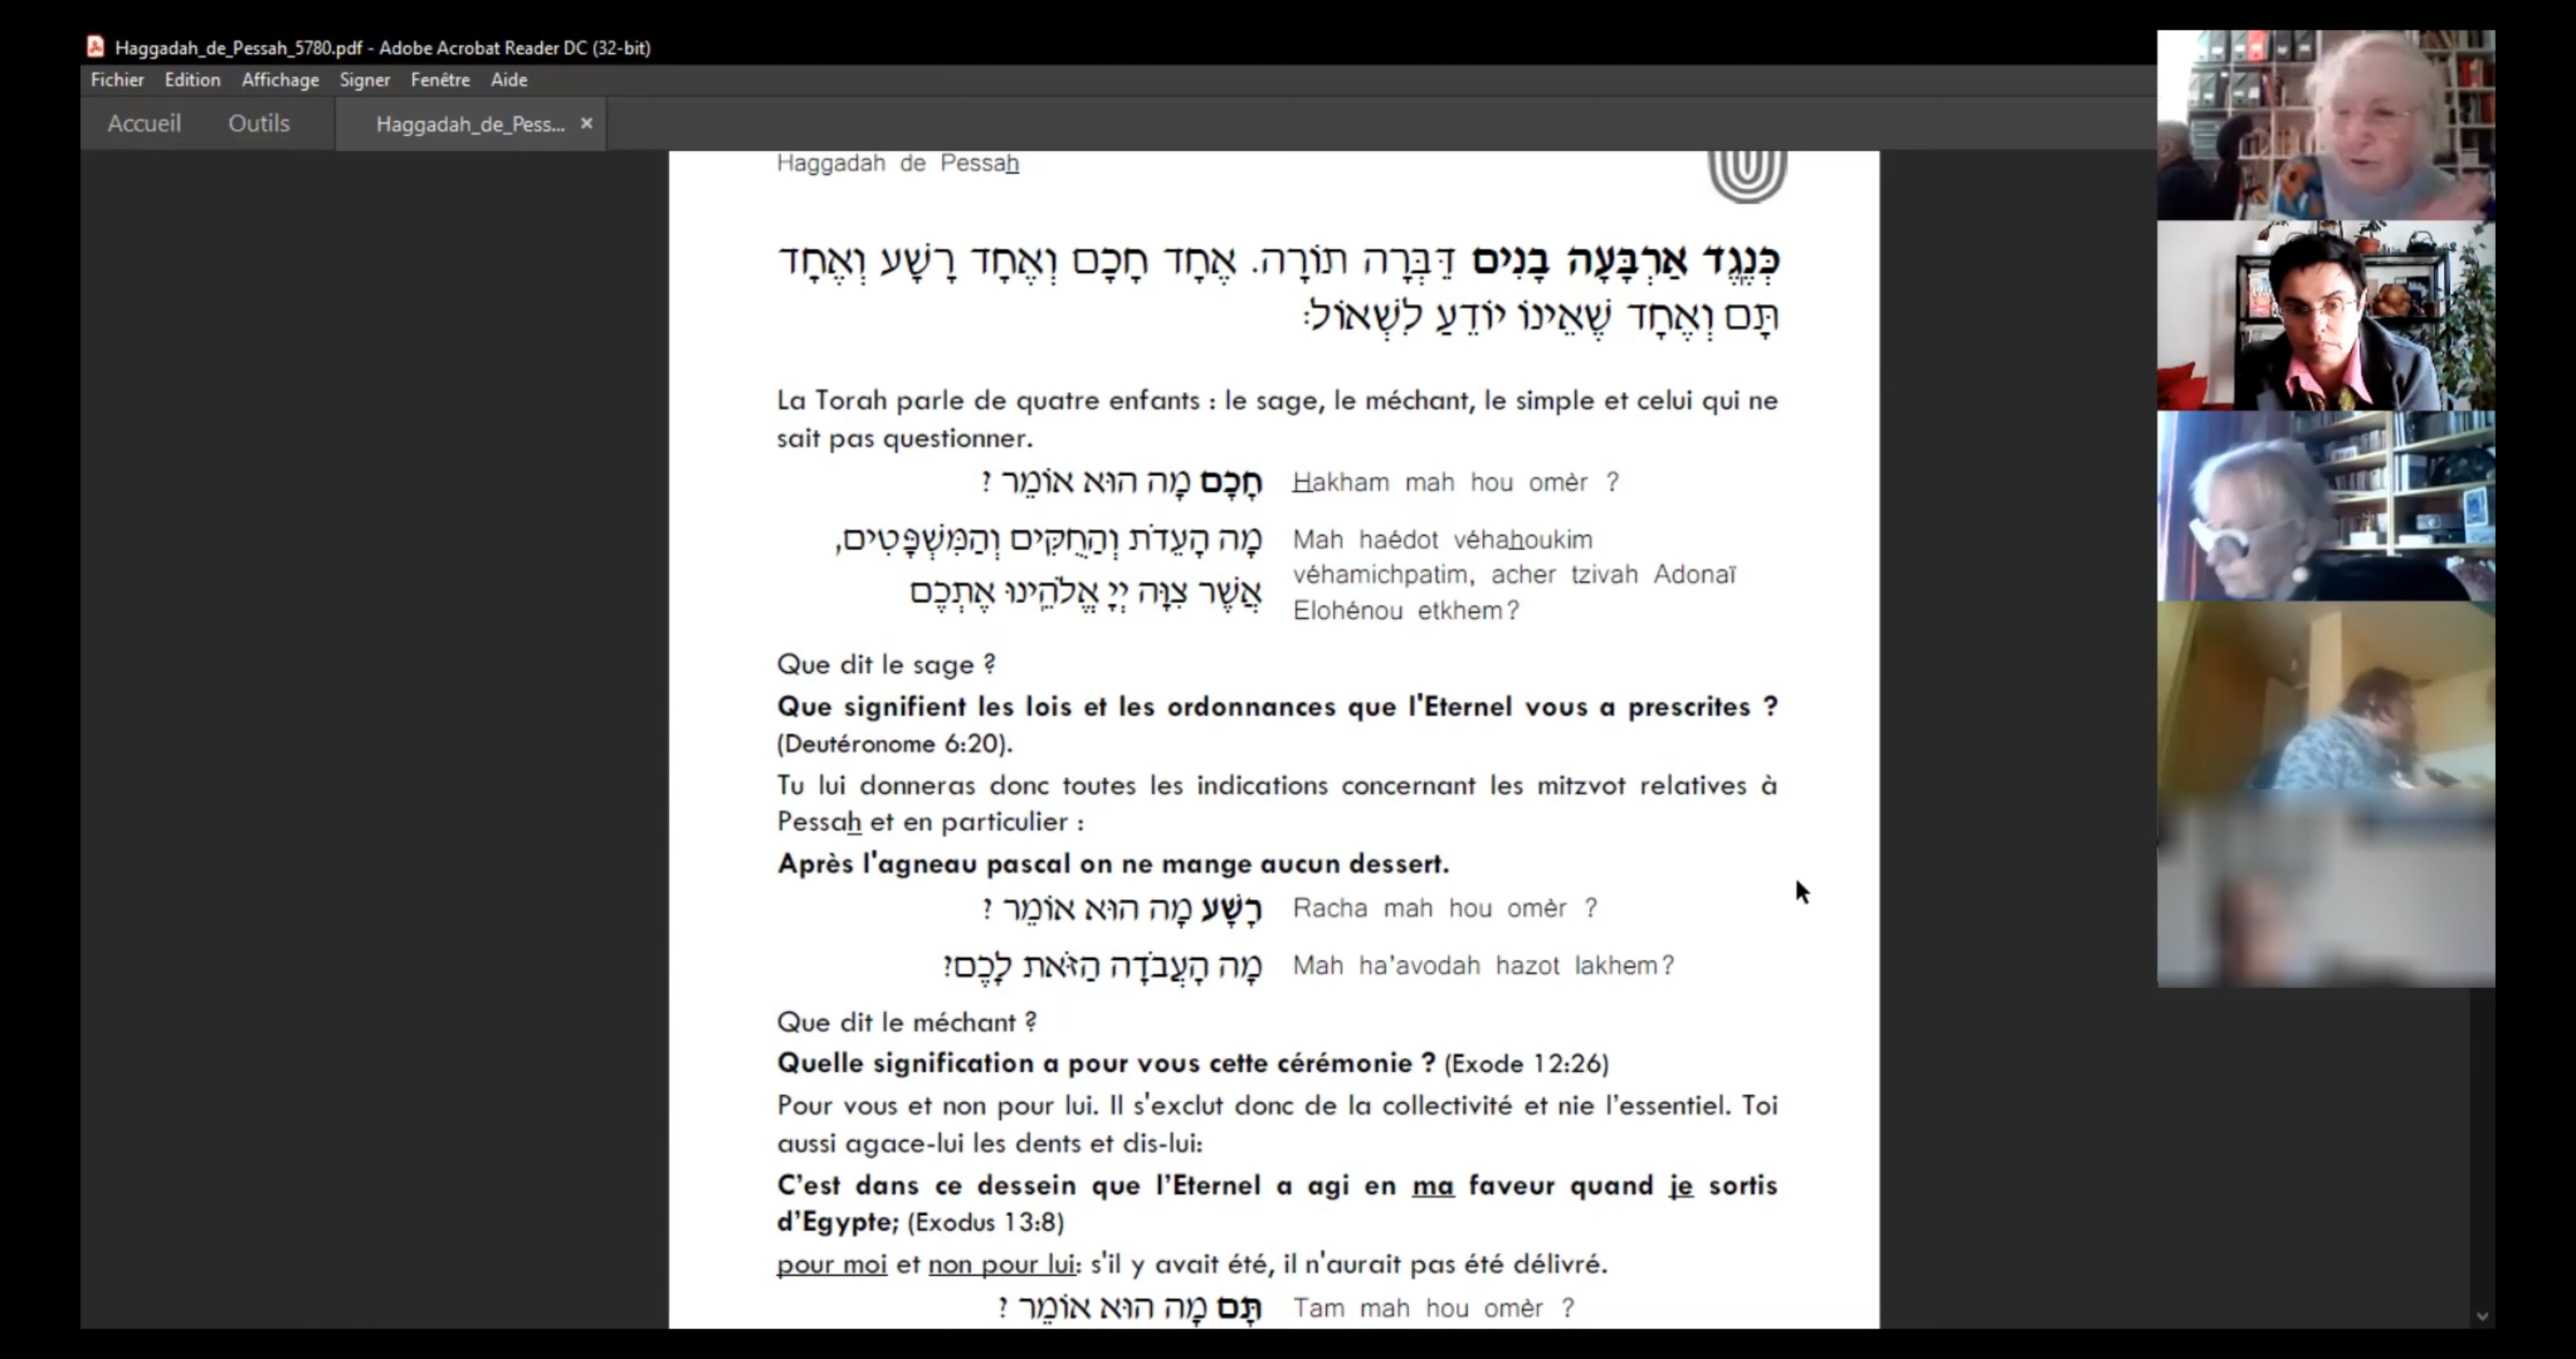 Haggadah_de_Pessah_5780.pdf - Adobe Acrobat Reader DC (32-bit)
Fichier Edition Affichage Signer Fenêtre Aide
Accueil Outils Haggadah_de_Pess... ×
Haggadah de Pessah
כְּנֶגֶד אַרְבָּעָה בָנִים דִּבְּרָה תוֹרָה. אֶחָד חָכָם וְאֶחָד רָשָׁע וְאֶחָד
תָּם וְאֶחָד שֶׁאֵינוֹ יוֹדֵעַ לִשְׁאוֹל:
La Torah parle de quatre enfants : le sage, le méchant, le simple et celui qui ne
sait pas questionner.
חָכָם מָה הוּא אוֹמֵר ? Hakham mah hou omèr ?
מָה הָעֵדֹת וְהַחֻקִּים וְהַמִּשְׁפָּטִים,
אֲשֶׁר צִוָּה יְיָ אֱלֹהֵינוּ אֶתְכֶם
Mah haédot véhahoukim
véhamichpatim, acher tzivah Adonaï
Elohénou etkhem?
Que dit le sage ?
Que signifient les lois et les ordonnances que l'Eternel vous a prescrites ?
(Deutéronome 6:20).
Tu lui donneras donc toutes les indications concernant les mitzvot relatives à
Pessah et en particulier :
Après l'agneau pascal on ne mange aucun dessert.
רָשָׁע מָה הוּא אוֹמֵר ? Racha mah hou omèr ?
מָה הָעֲבֹדָה הַזֹּאת לָכֶם? Mah ha'avodah hazot lakhem?
Que dit le méchant ?
Quelle signification a pour vous cette cérémonie ? (Exode 12:26)
Pour vous et non pour lui. Il s'exclut donc de la collectivité et nie l'essentiel. Toi
aussi agace-lui les dents et dis-lui:
C'est dans ce dessein que l'Eternel a agi en ma faveur quand je sortis
d'Egypte; (Exodus 13:8)
pour moi et non pour lui: s'il y avait été, il n'aurait pas été délivré.
תָּם מָה הוּא אוֹמֵר ? Tam mah hou omèr ?